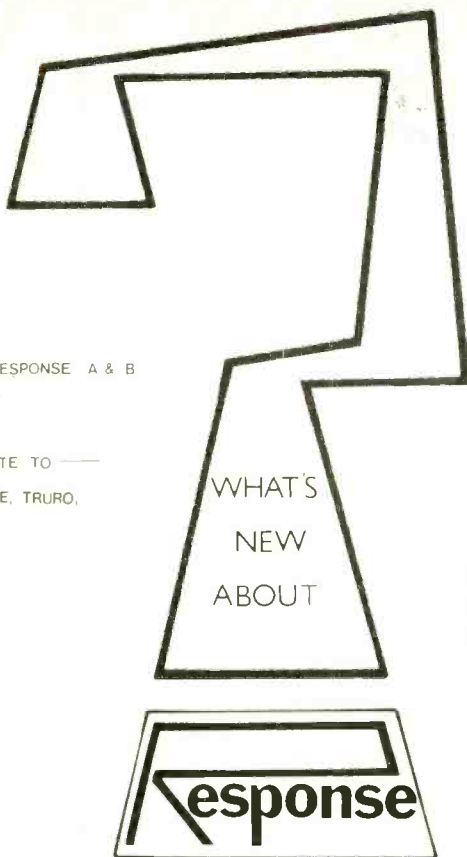 ESPONSE A & B
TE TO
E, TRURO,
WHAT'S
NEW
ABOUT
Response